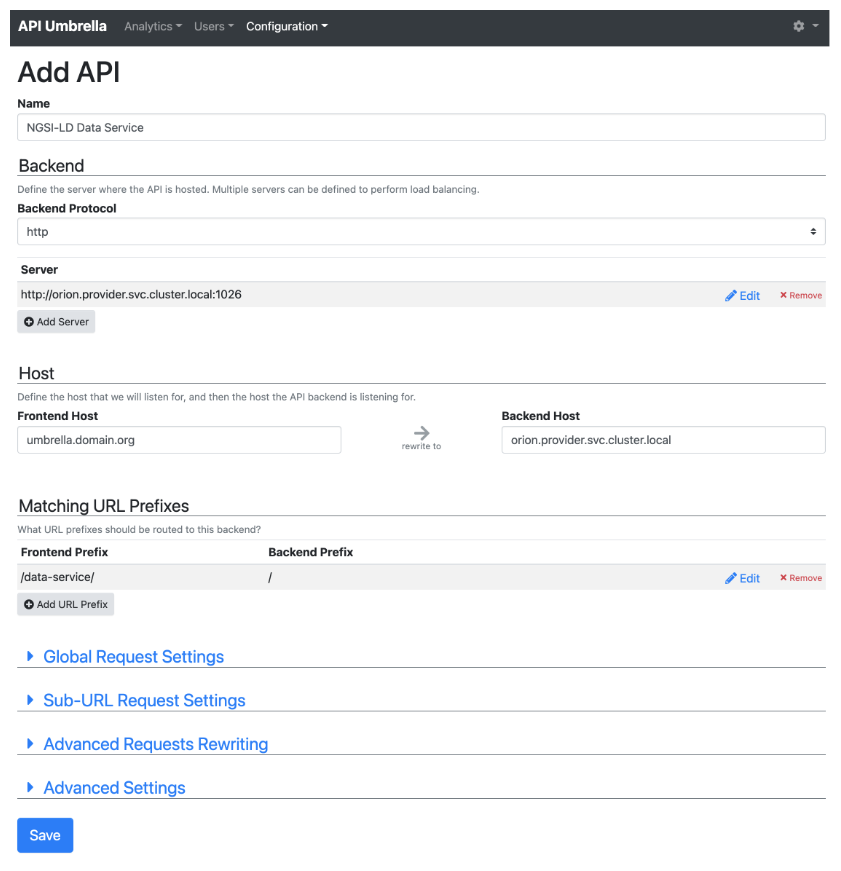 API Umbrella Analytics Users Configuration
Add API
Name
NGSI-LD Data Service
Backend
Define the server where the API is hosted. Multiple servers can be defined to perform load balancing.
Backend Protocol
http
Server
http://orion.provider.svc.cluster.local:1026 Edit Remove
Add Server
Host
Define the host that we will listen for, and then the host the API backend is listening for.
Frontend Host Backend Host
umbrella.domain.org rewrite to orion.provider.svc.cluster.local
Matching URL Prefixes
What URL prefixes should be routed to this backend?
Frontend Prefix Backend Prefix
/data-service/ / Edit Remove
Add URL Prefix
Global Request Settings
Sub-URL Request Settings
Advanced Requests Rewriting
Advanced Settings
Save